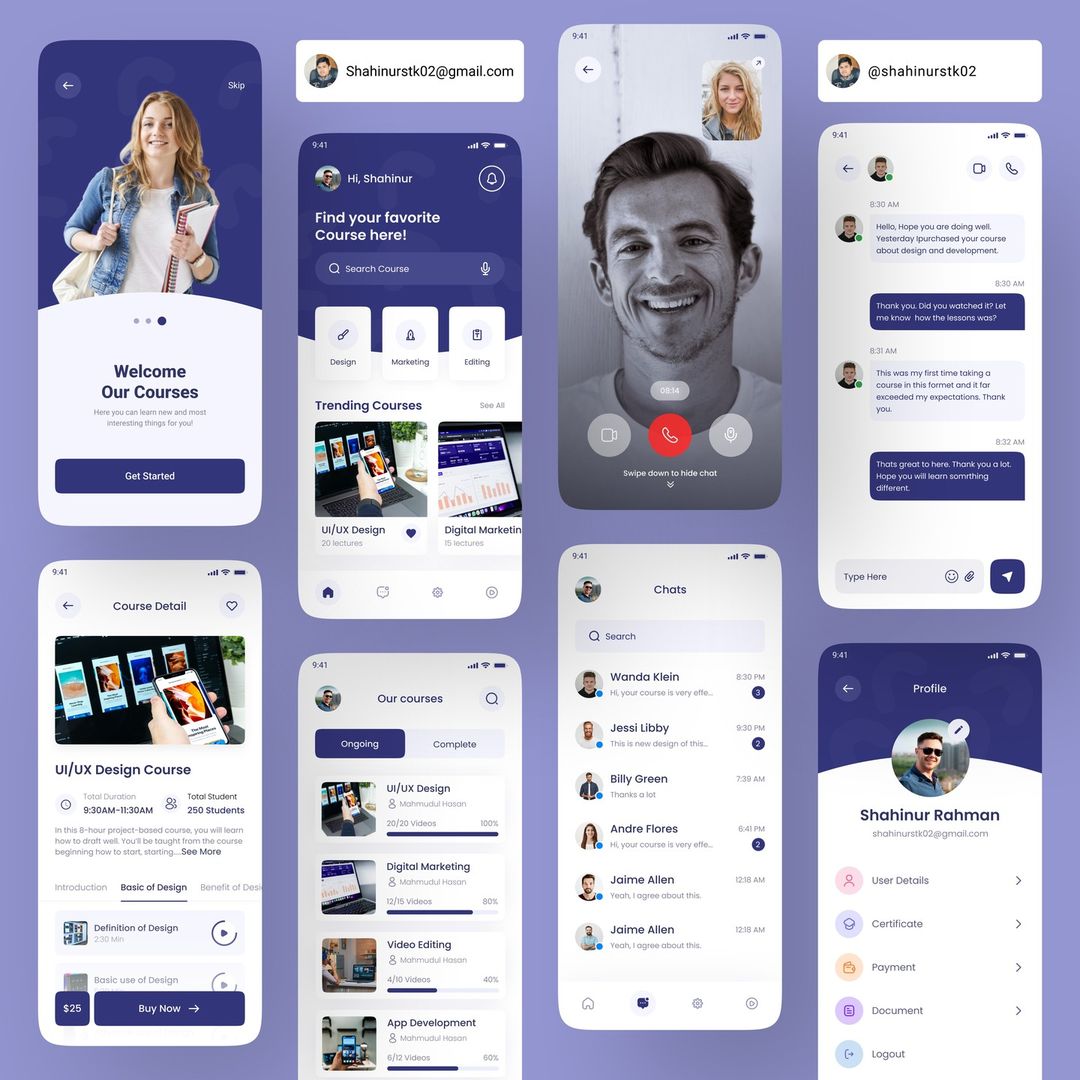 Skip
Welcome
Our Courses
Here you can learn new and most
interesting things for you!
Get Started
Shahinurstk02@gmail.com
9:41
Hi, Shahinur
Find your favorite
Course here!
Search Course
Design
Marketing
Editing
Trending Courses
See All
UI/UX Design
20 lectures
Digital Marketin
15 lectures
9:41
08:14
Swipe down to hide chat
@shahinurstk02
9:41
8:30 AM
Hello, Hope you are doing well.
Yesterday Ipurchased your course
about design and development.
8:30 AM
Thank you. Did you watched it? Let
me know how the lessons was?
8:31 AM
This was my first time taking a
course in this formet and it far
exceeded my expectations. Thank
you.
8:32 AM
Thats great to here. Thank you a lot.
Hope you will learn somrthing
different.
Type Here
9:41
Course Detail
UI/UX Design Course
Total Duration
9:30AM-11:30AM
Total Student
250 Students
In this 8-hour project-based course, you will learn
how to draft well. You'll be taught from the course
beginning how to start, starting....See More
Introduction
Basic of Design
Benefit of Desi
Definition of Design
2:30 Min
Basic use of Design
$25
Buy Now
9:41
Our courses
Ongoing
Complete
UI/UX Design
Mahmudul Hasan
20/20 Videos
100%
Digital Marketing
Mahmudul Hasan
12/15 Videos
80%
Video Editing
Mahmudul Hasan
4/10 Videos
40%
App Development
Mahmudul Hasan
6/12 Videos
60%
9:41
Chats
Search
Wanda Klein
8:30 PM
Hi, your course is very effe...
3
Jessi Libby
9:30 PM
This is new design of this...
2
Billy Green
7:39 AM
Thanks a lot
Andre Flores
6:41 PM
Hi, your course is very effe...
2
Jaime Allen
12:18 AM
Yeah, I agree about this.
Jaime Allen
12:18 AM
Yeah, I agree about this.
9:41
Profile
Shahinur Rahman
shahinurstk02@gmail.com
User Details
Certificate
Payment
Document
Logout